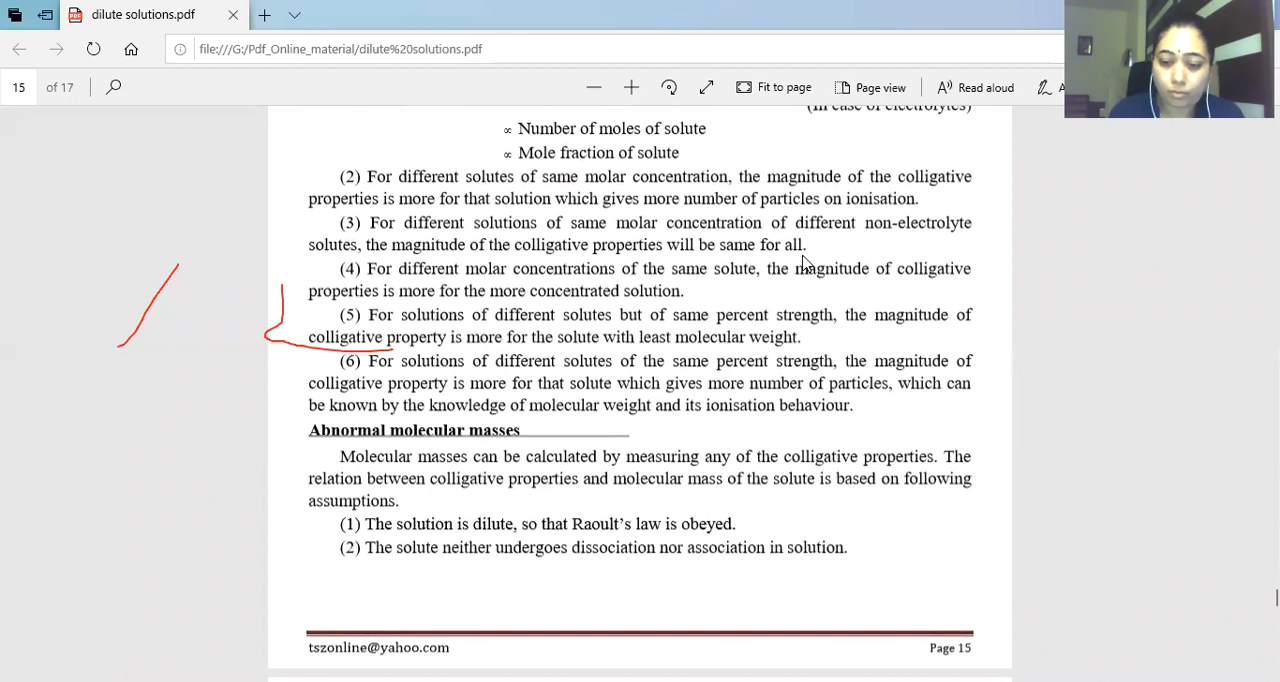 dilute solutions.pdf
file:///G:/Pdf_Online_material/dilute%20solutions.pdf
15 of 17
Fit to page
Page view
Read aloud
(in case of electrolytes)
∝ Number of moles of solute
∝ Mole fraction of solute
(2) For different solutes of same molar concentration, the magnitude of the colligative
properties is more for that solution which gives more number of particles on ionisation.
(3) For different solutions of same molar concentration of different non-electrolyte
solutes, the magnitude of the colligative properties will be same for all.
(4) For different molar concentrations of the same solute, the magnitude of colligative
properties is more for the more concentrated solution.
(5) For solutions of different solutes but of same percent strength, the magnitude of
colligative property is more for the solute with least molecular weight.
(6) For solutions of different solutes of the same percent strength, the magnitude of
colligative property is more for that solute which gives more number of particles, which can
be known by the knowledge of molecular weight and its ionisation behaviour.
Abnormal molecular masses
Molecular masses can be calculated by measuring any of the colligative properties. The
relation between colligative properties and molecular mass of the solute is based on following
assumptions.
(1) The solution is dilute, so that Raoult's law is obeyed.
(2) The solute neither undergoes dissociation nor association in solution.
tszonline@yahoo.com
Page 15